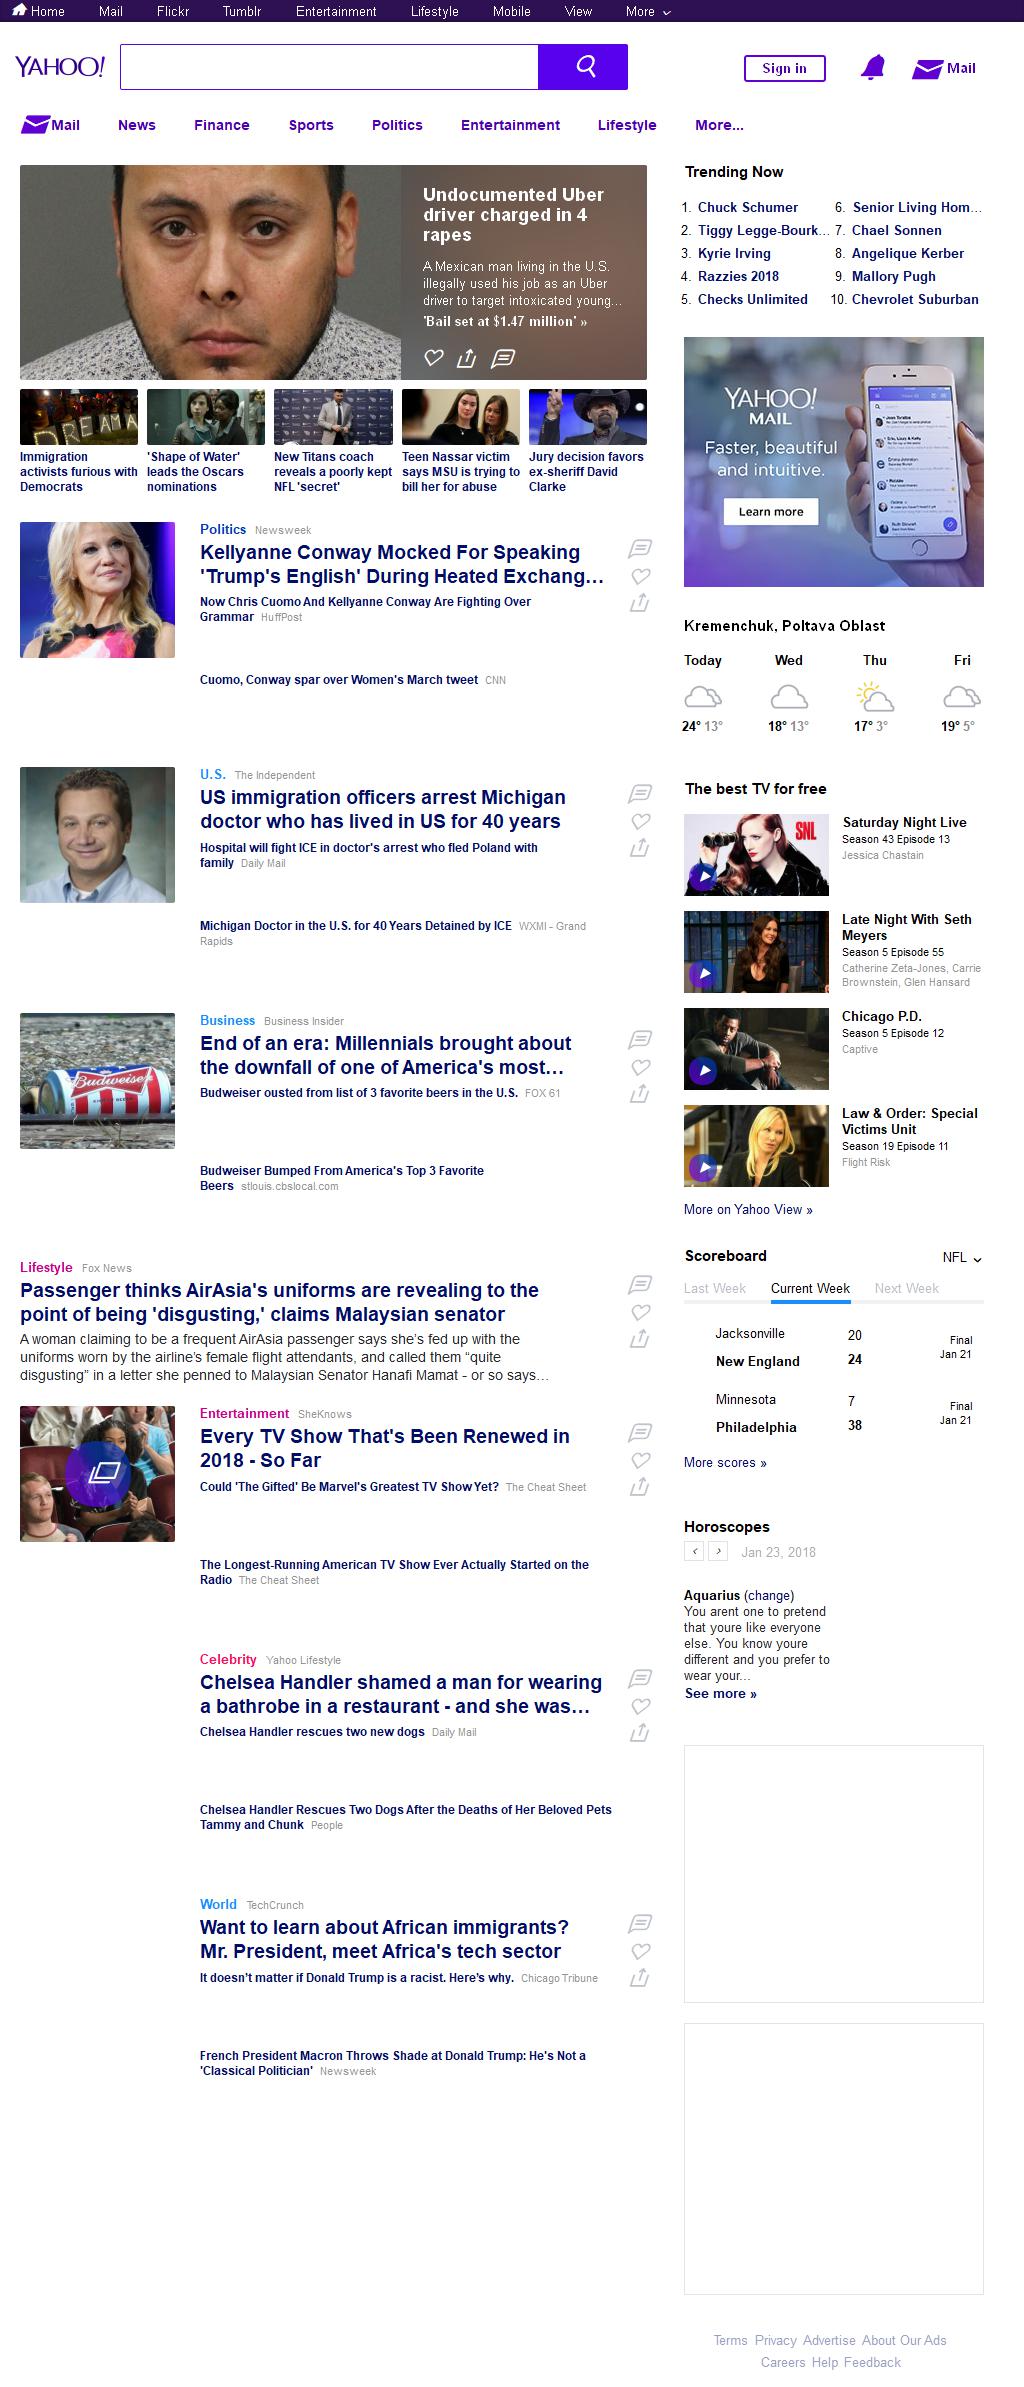 Home Mail Flickr Tumblr Entertainment Lifestyle Mobile View More
YAHOO!
Sign in
Mail
Mail News Finance Sports Politics Entertainment Lifestyle More...
Undocumented Uber
driver charged in 4
rapes
A Mexican man living in the U.S.
illegally used his job as an Uber
driver to target intoxicated young...
'Bail set at $1.47 million' »
DREAMA
Immigration
activists furious with
Democrats
'Shape of Water'
leads the Oscars
nominations
New Titans coach
reveals a poorly kept
NFL 'secret'
Teen Nassar victim
says MSU is trying to
bill her for abuse
Jury decision favors
ex-sheriff David
Clarke
Politics Newsweek
Kellyanne Conway Mocked For Speaking
'Trump's English' During Heated Exchang...
Now Chris Cuomo And Kellyanne Conway Are Fighting Over
Grammar HuffPost
Cuomo, Conway spar over Women's March tweet CNN
U.S. The Independent
US immigration officers arrest Michigan
doctor who has lived in US for 40 years
Hospital will fight ICE in doctor's arrest who fled Poland with
family Daily Mail
Michigan Doctor in the U.S. for 40 Years Detained by ICE WXMI - Grand
Rapids
Budweiser
Business Business Insider
End of an era: Millennials brought about
the downfall of one of America's most...
Budweiser ousted from list of 3 favorite beers in the U.S. FOX 61
Budweiser Bumped From America's Top 3 Favorite
Beers stlouis.cbslocal.com
Lifestyle Fox News
Passenger thinks AirAsia's uniforms are revealing to the
point of being 'disgusting,' claims Malaysian senator
A woman claiming to be a frequent AirAsia passenger says she's fed up with the
uniforms worn by the airline's female flight attendants, and called them “quite
disgusting” in a letter she penned to Malaysian Senator Hanafi Mamat - or so says...
Entertainment SheKnows
Every TV Show That's Been Renewed in
2018 - So Far
Could 'The Gifted' Be Marvel's Greatest TV Show Yet? The Cheat Sheet
The Longest-Running American TV Show Ever Actually Started on the
Radio The Cheat Sheet
Celebrity Yahoo Lifestyle
Chelsea Handler shamed a man for wearing
a bathrobe in a restaurant - and she was...
Chelsea Handler rescues two new dogs Daily Mail
Chelsea Handler Rescues Two Dogs After the Deaths of Her Beloved Pets
Tammy and Chunk People
World TechCrunch
Want to learn about African immigrants?
Mr. President, meet Africa's tech sector
It doesn't matter if Donald Trump is a racist. Here's why. Chicago Tribune
French President Macron Throws Shade at Donald Trump: He's Not a
'Classical Politician' Newsweek
Trending Now
1. Chuck Schumer
2. Tiggy Legge-Bourk...
3. Kyrie Irving
4. Razzies 2018
5. Checks Unlimited
6. Senior Living Hom...
7. Chael Sonnen
8. Angelique Kerber
9. Mallory Pugh
10. Chevrolet Suburban
YAHOO!
MAIL
Faster, beautiful
and intuitive.
Learn more
Kremenchuk, Poltava Oblast
Today Wed Thu Fri
24° 13° 18° 13° 17° 3° 19° 5°
The best TV for free
SNL
Saturday Night Live
Season 43 Episode 13
Jessica Chastain
Late Night With Seth
Meyers
Season 5 Episode 55
Catherine Zeta-Jones, Carrie
Brownstein, Glen Hansard
Chicago P.D.
Season 5 Episode 12
Captive
Law & Order: Special
Victims Unit
Season 19 Episode 11
Flight Risk
More on Yahoo View »
Scoreboard NFL
Last Week Current Week Next Week
Jacksonville 20
New England 24
Final
Jan 21
Minnesota 7
Philadelphia 38
Final
Jan 21
More scores »
Horoscopes
Jan 23, 2018
Aquarius (change)
You arent one to pretend
that youre like everyone
else. You know youre
different and you prefer to
wear your...
See more »
Terms Privacy Advertise About Our Ads
Careers Help Feedback